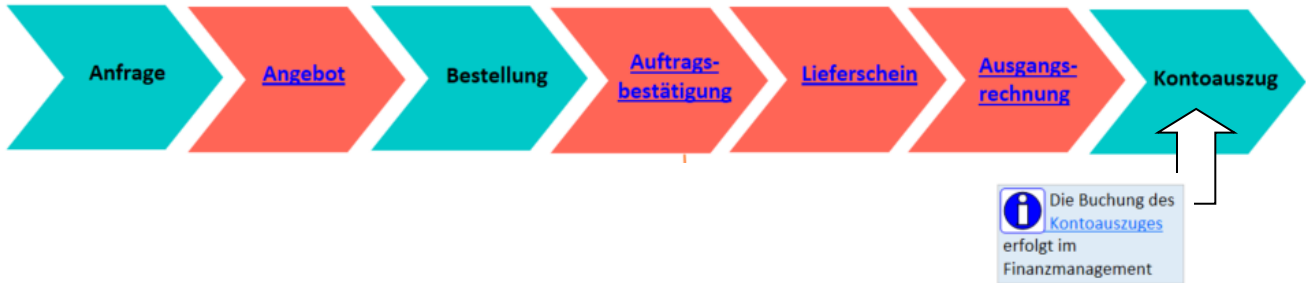 Anfrage
Angebot
Bestellung
Auftrags-
bestätigung
Lieferschein
Ausgangs-
rechnung
Kontoauszug
Die Buchung des
Kontoauszuges
erfolgt im
Finanzmanagement